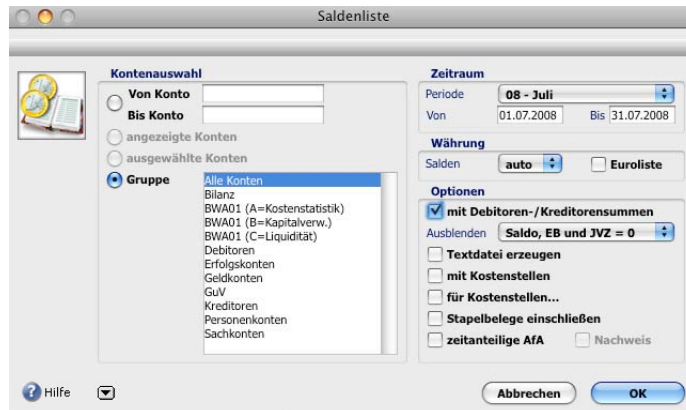 Saldenliste
Kontenauswahl
Von Konto
Bis Konto
angezeigte Konten
ausgewählte Konten
Gruppe
Alle Konten
Bilanz
BWA01 (A=Kostenstatistik)
BWA01 (B=Kapitalverw.)
BWA01 (C=Liquidität)
Debitoren
Erfolgskonten
Geldkonten
GuV
Kreditoren
Personenkonten
Sachkonten
Zeitraum
Periode 08 - Juli
Von 01.07.2008 Bis 31.07.2008
Währung
Salden auto Euroliste
Optionen
mit Debitoren-/Kreditorensummen
Ausblenden Saldo, EB und JVZ = 0
Textdatei erzeugen
mit Kostenstellen
für Kostenstellen...
Stapelbelege einschließen
zeitanteilige AfA Nachweis
Hilfe
Abbrechen OK